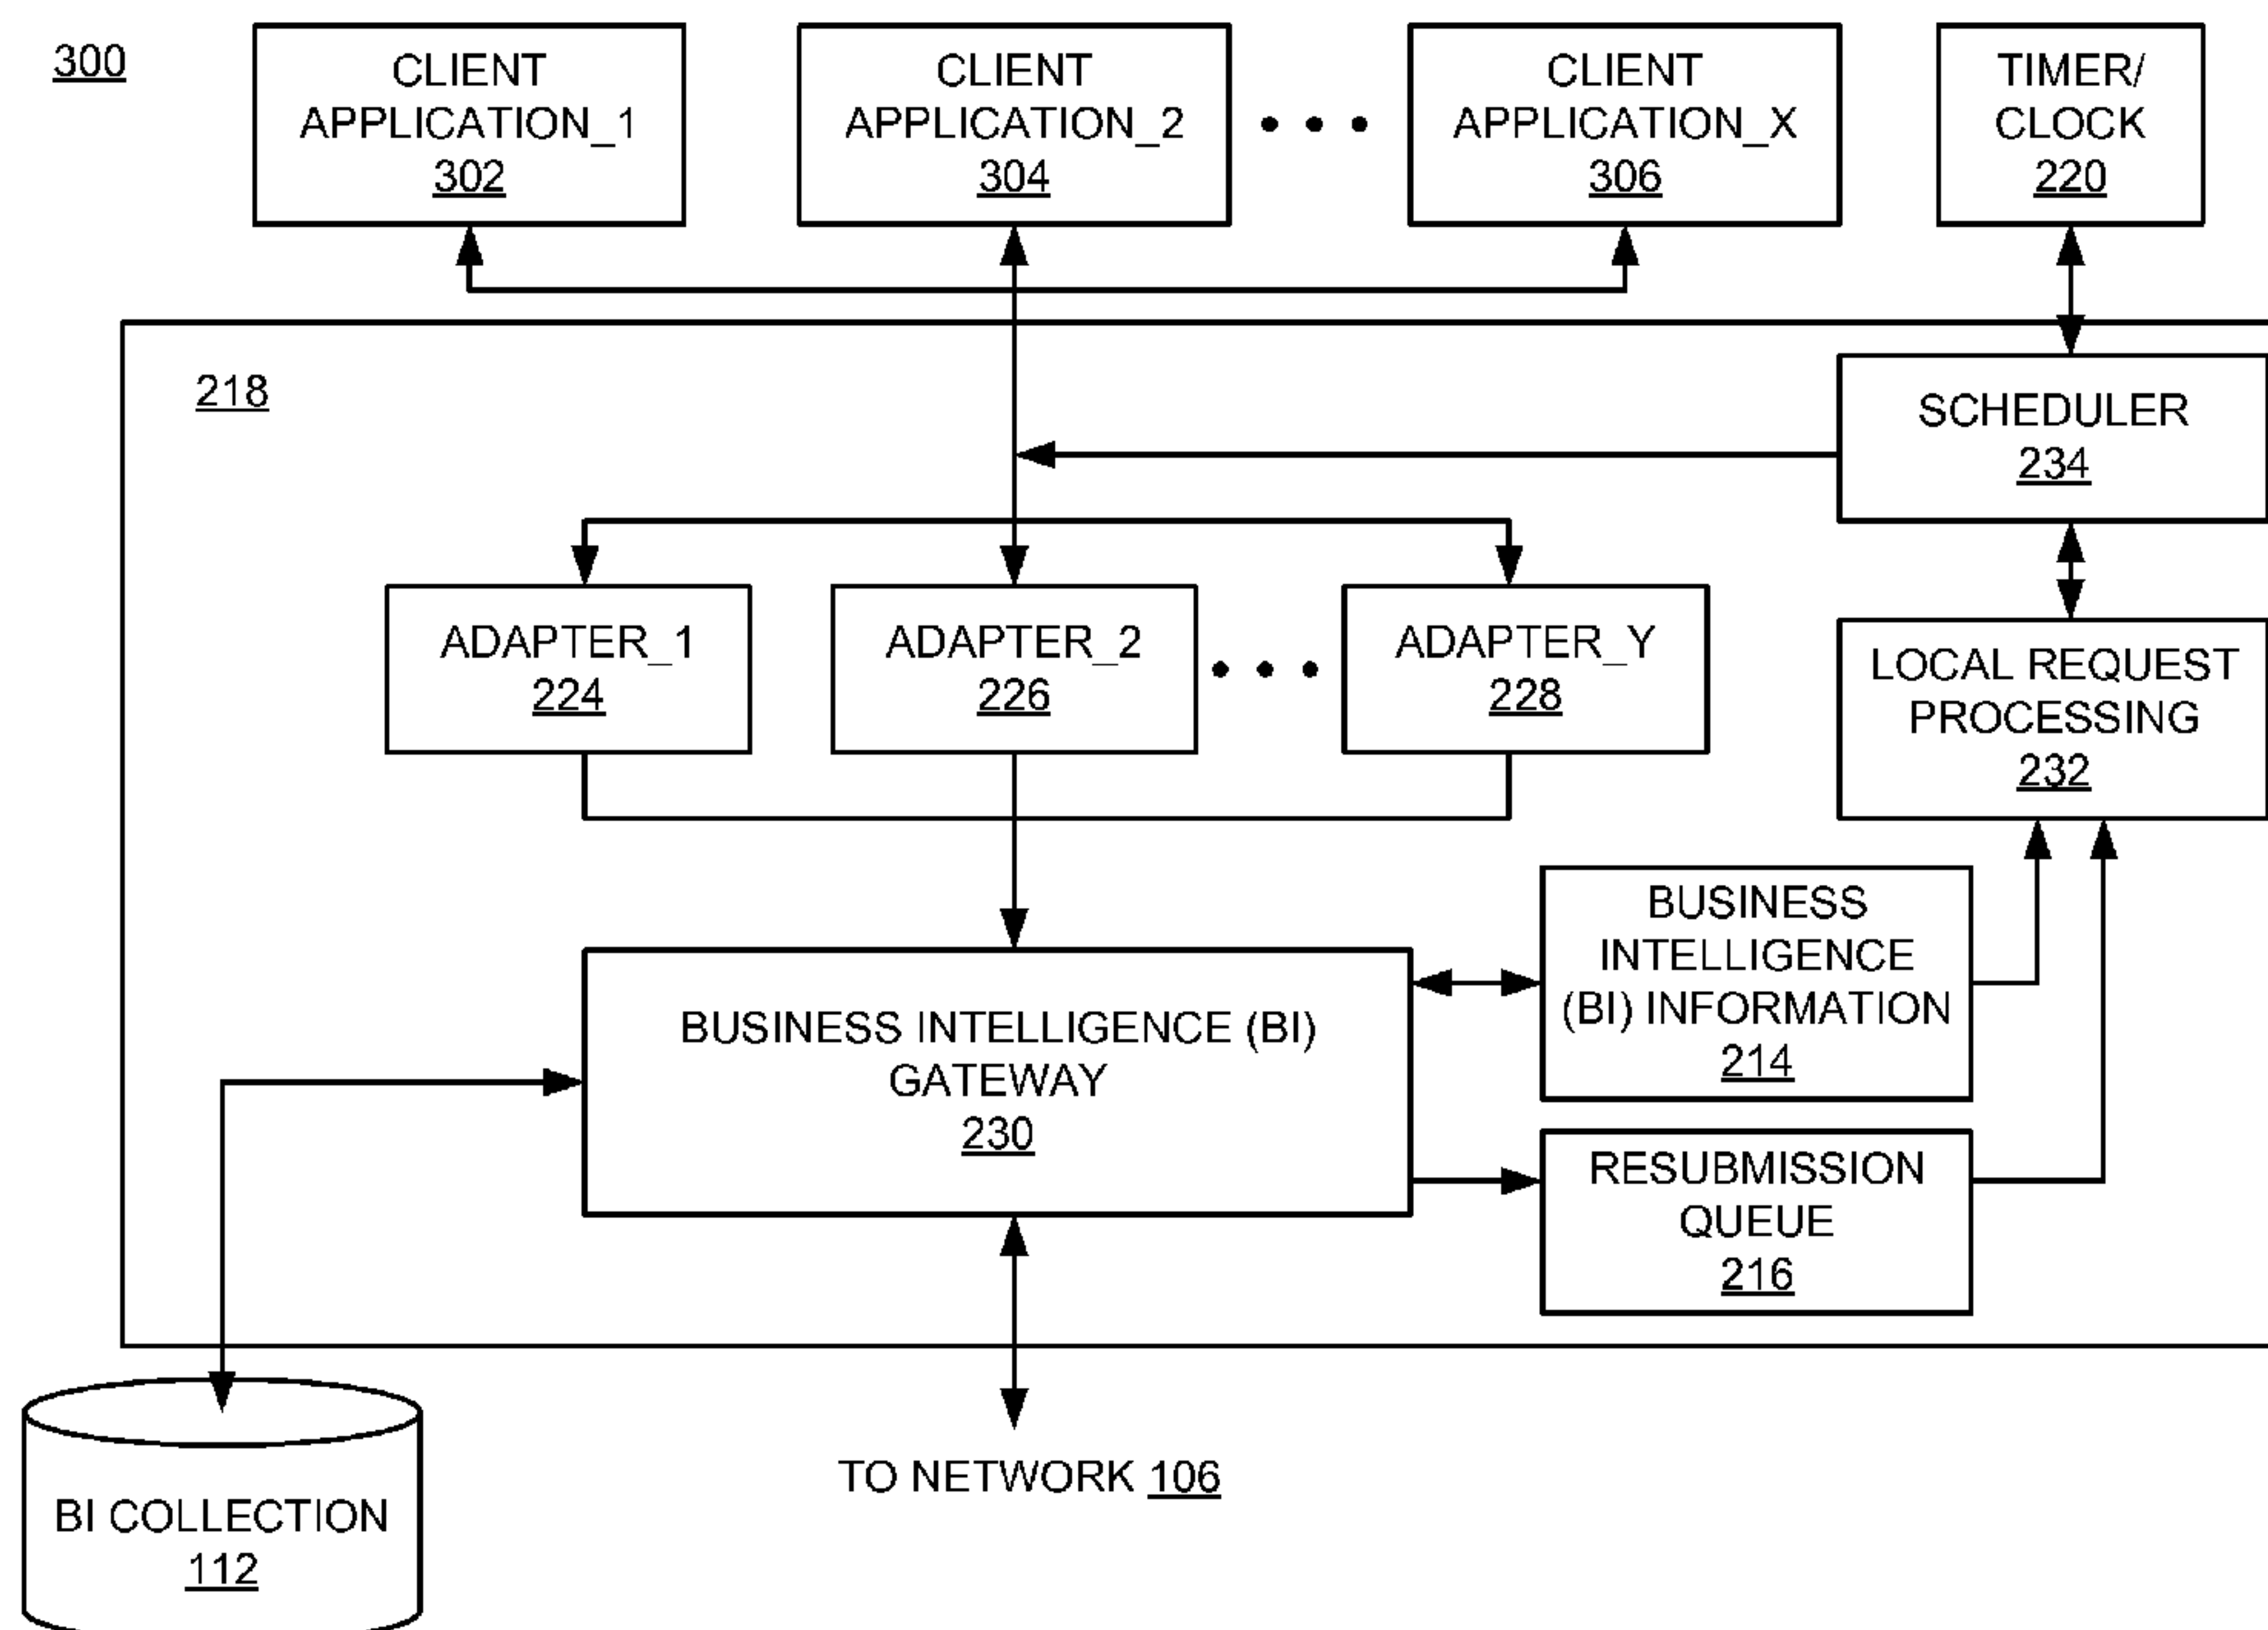 300
CLIENT
APPLICATION_1
302
CLIENT
APPLICATION_2
304
CLIENT
APPLICATION_X
306
TIMER/
CLOCK
220
218
SCHEDULER
234
ADAPTER_1
224
ADAPTER_2
226
ADAPTER_Y
228
LOCAL REQUEST
PROCESSING
232
BUSINESS INTELLIGENCE (BI)
GATEWAY
230
BUSINESS
INTELLIGENCE
(BI) INFORMATION
214
RESUBMISSION
QUEUE
216
TO NETWORK 106
BI COLLECTION
112